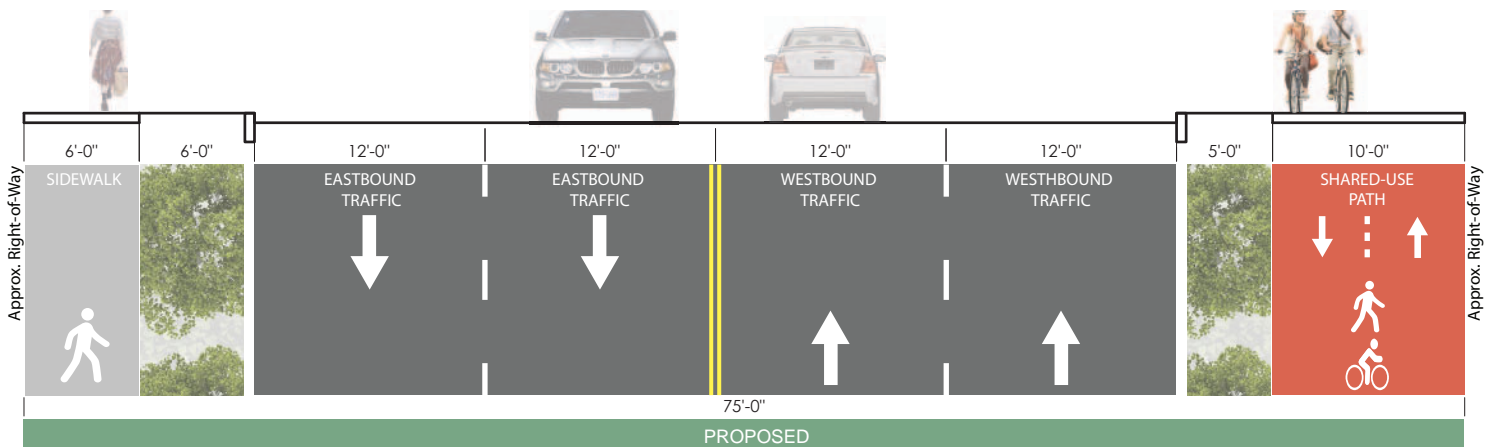 6'-0"
6'-0"
12'-0"
12'-0"
12'-0"
12'-0"
5'-0"
10'-0"
Approx. Right-of-Way
SIDEWALK
EASTBOUND
TRAFFIC
EASTBOUND
TRAFFIC
WESTBOUND
TRAFFIC
WESTHBOUND
TRAFFIC
SHARED-USE
PATH
Approx. Right-of-Way
75'-0"
PROPOSED